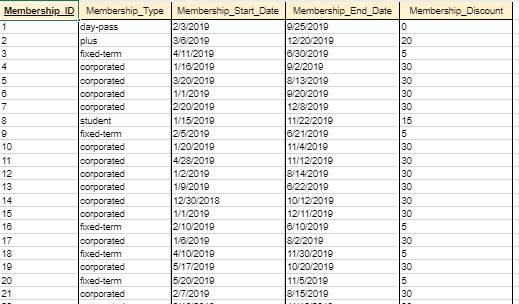 Membership_ID Membership_Type Membership_Start_Date Membership_End_Date Membership_Discount
1 day-pass 2/3/2019 9/25/2019 0
2 plus 3/6/2019 12/20/2019 20
3 fixed-term 4/11/2019 6/30/2019 5
4 corporated 1/16/2019 9/2/2019 30
5 corporated 3/20/2019 8/13/2019 30
6 corporated 1/1/2019 9/20/2019 30
7 corporated 2/20/2019 12/8/2019 30
8 student 1/15/2019 11/22/2019 15
9 fixed-term 2/5/2019 6/21/2019 5
10 corporated 1/20/2019 11/4/2019 30
11 corporated 4/28/2019 11/12/2019 30
12 corporated 1/2/2019 8/14/2019 30
13 corporated 1/9/2019 6/22/2019 30
14 corporated 12/30/2018 10/12/2019 30
15 corporated 1/1/2019 12/11/2019 30
16 fixed-term 2/10/2019 6/10/2019 5
17 corporated 1/6/2019 8/2/2019 30
18 fixed-term 4/10/2019 11/30/2019 5
19 corporated 5/17/2019 10/20/2019 30
20 fixed-term 5/20/2019 11/5/2019 5
21 corporated 2/7/2019 8/15/2019 30